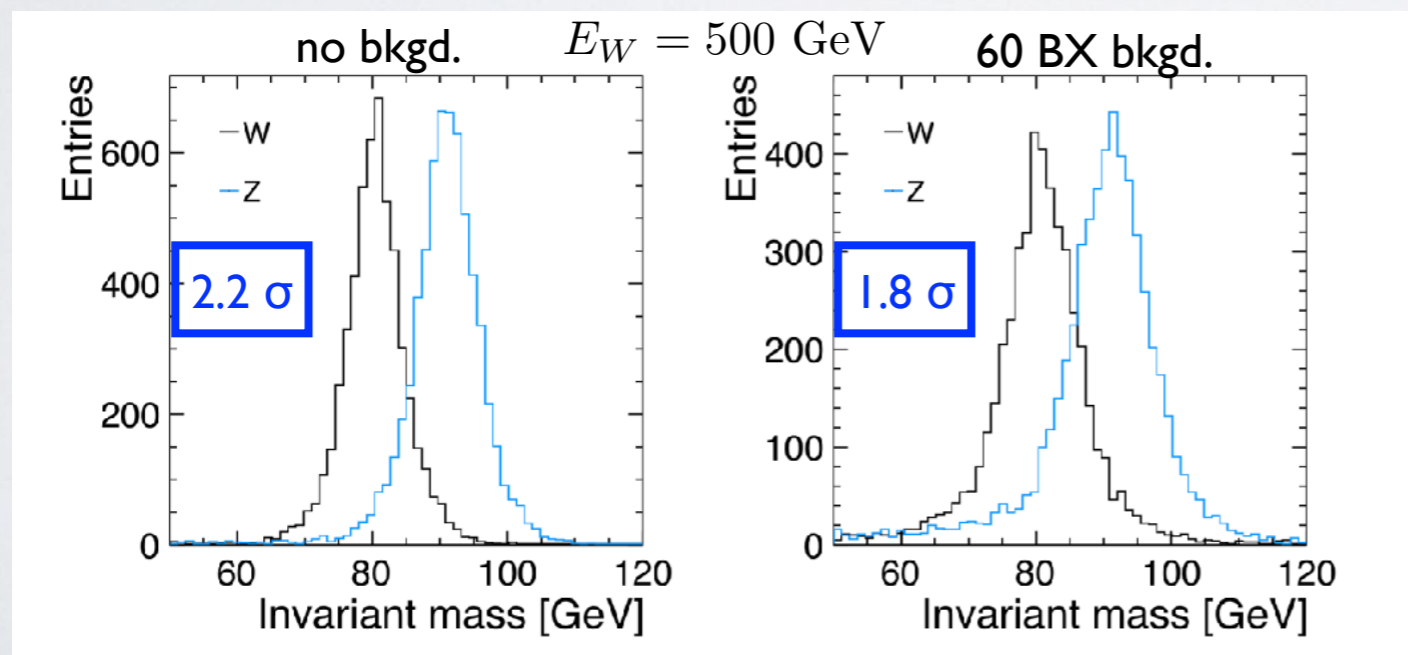 no bkgd.
E_W = 500 GeV
60 BX bkgd.
Entries
600
400
200
0
W
Z
2.2 σ
60
80
100
120
Invariant mass [GeV]
Entries
400
300
200
100
0
W
Z
1.8 σ
60
80
100
120
Invariant mass [GeV]